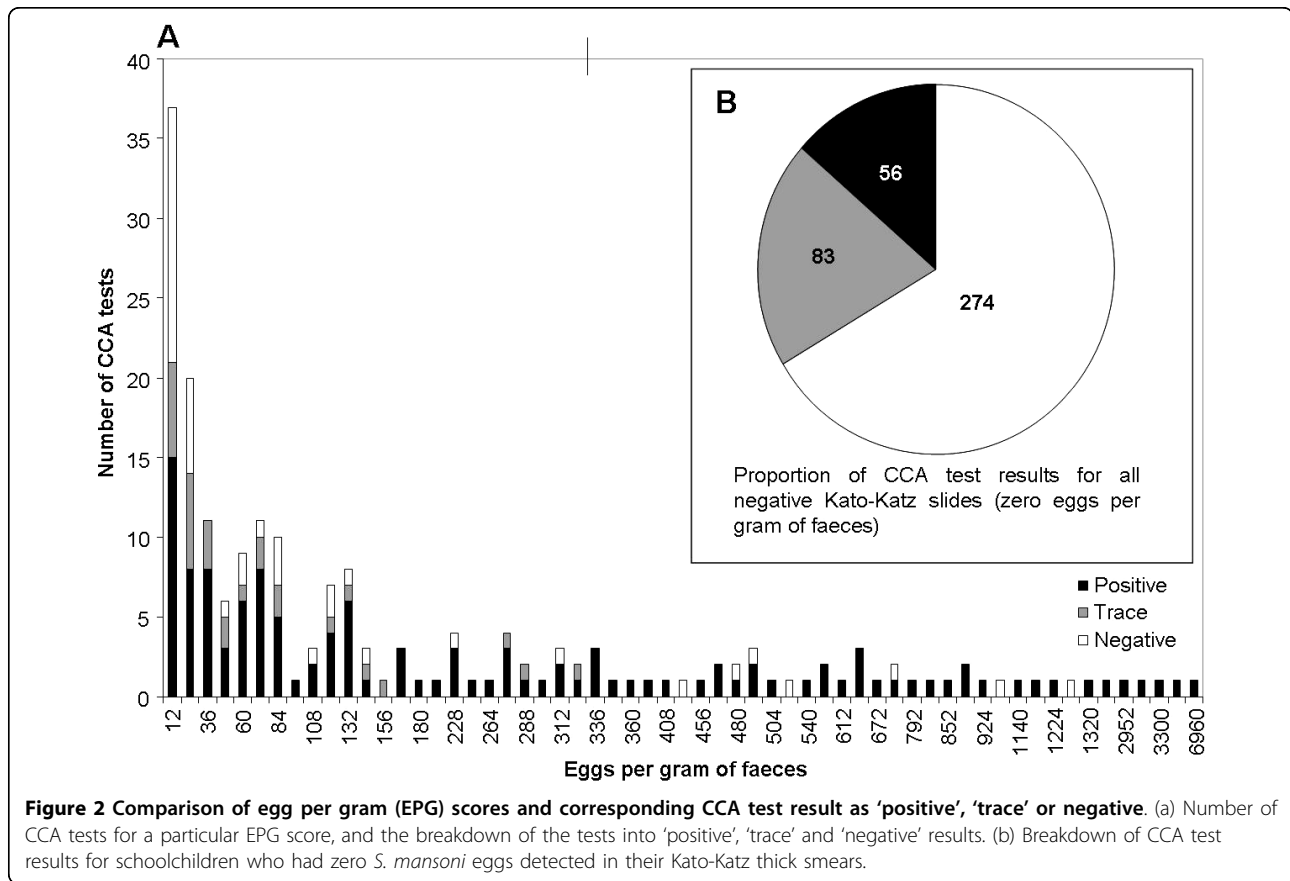 A
40
35
30
25
20
15
10
5
0
Number of CCA tests
B
56
83
274
Proportion of CCA test results for all
negative Kato-Katz slides (zero eggs per
gram of faeces)
Positive
Trace
Negative
12 36 60 84 108 132 156 180 228 264 288 312 336 360 408 456 480 504 540 612 672 792 852 924 1140 1224 1320 2952 3300 6960
Eggs per gram of faeces
Figure 2 Comparison of egg per gram (EPG) scores and corresponding CCA test result as ‘positive’, ‘trace’ or negative. (a) Number of
CCA tests for a particular EPG score, and the breakdown of the tests into ‘positive’, ‘trace’ and ‘negative’ results. (b) Breakdown of CCA test
results for schoolchildren who had zero S. mansoni eggs detected in their Kato-Katz thick smears.